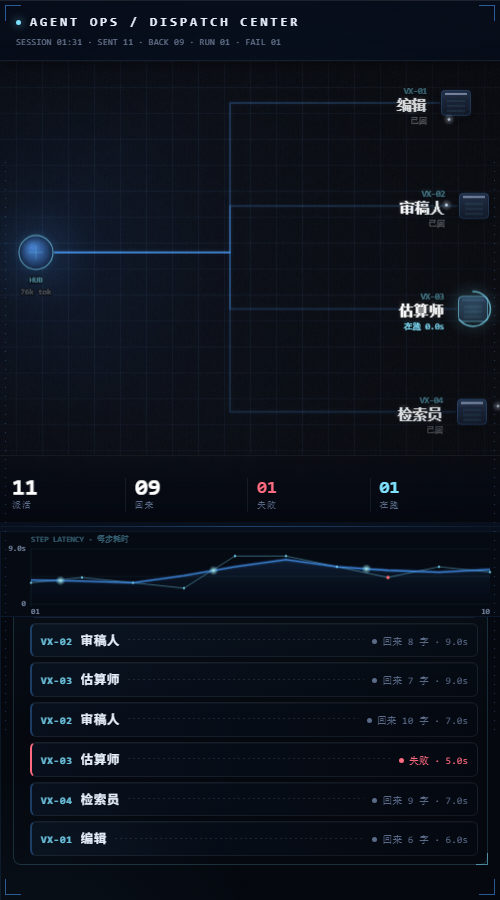 AGENT OPS / DISPATCH CENTER
SESSION 01:31 · SENT 11 · BACK 09 · RUN 01 · FAIL 01
VX-01
编辑
已回
VX-02
审稿人
已回
HUB
76k tok
VX-03
估算师
在跑 0.0s
VX-04
检索员
已回
11
派活
09
回来
01
失败
01
在跑
STEP LATENCY · 每步耗时
9.0s
0
01
10
VX-02 审稿人 回来 8 字 · 9.0s
VX-03 估算师 回来 7 字 · 9.0s
VX-02 审稿人 回来 10 字 · 7.0s
VX-03 估算师 失败 · 5.0s
VX-04 检索员 回来 9 字 · 7.0s
VX-01 编辑 回来 6 字 · 6.0s